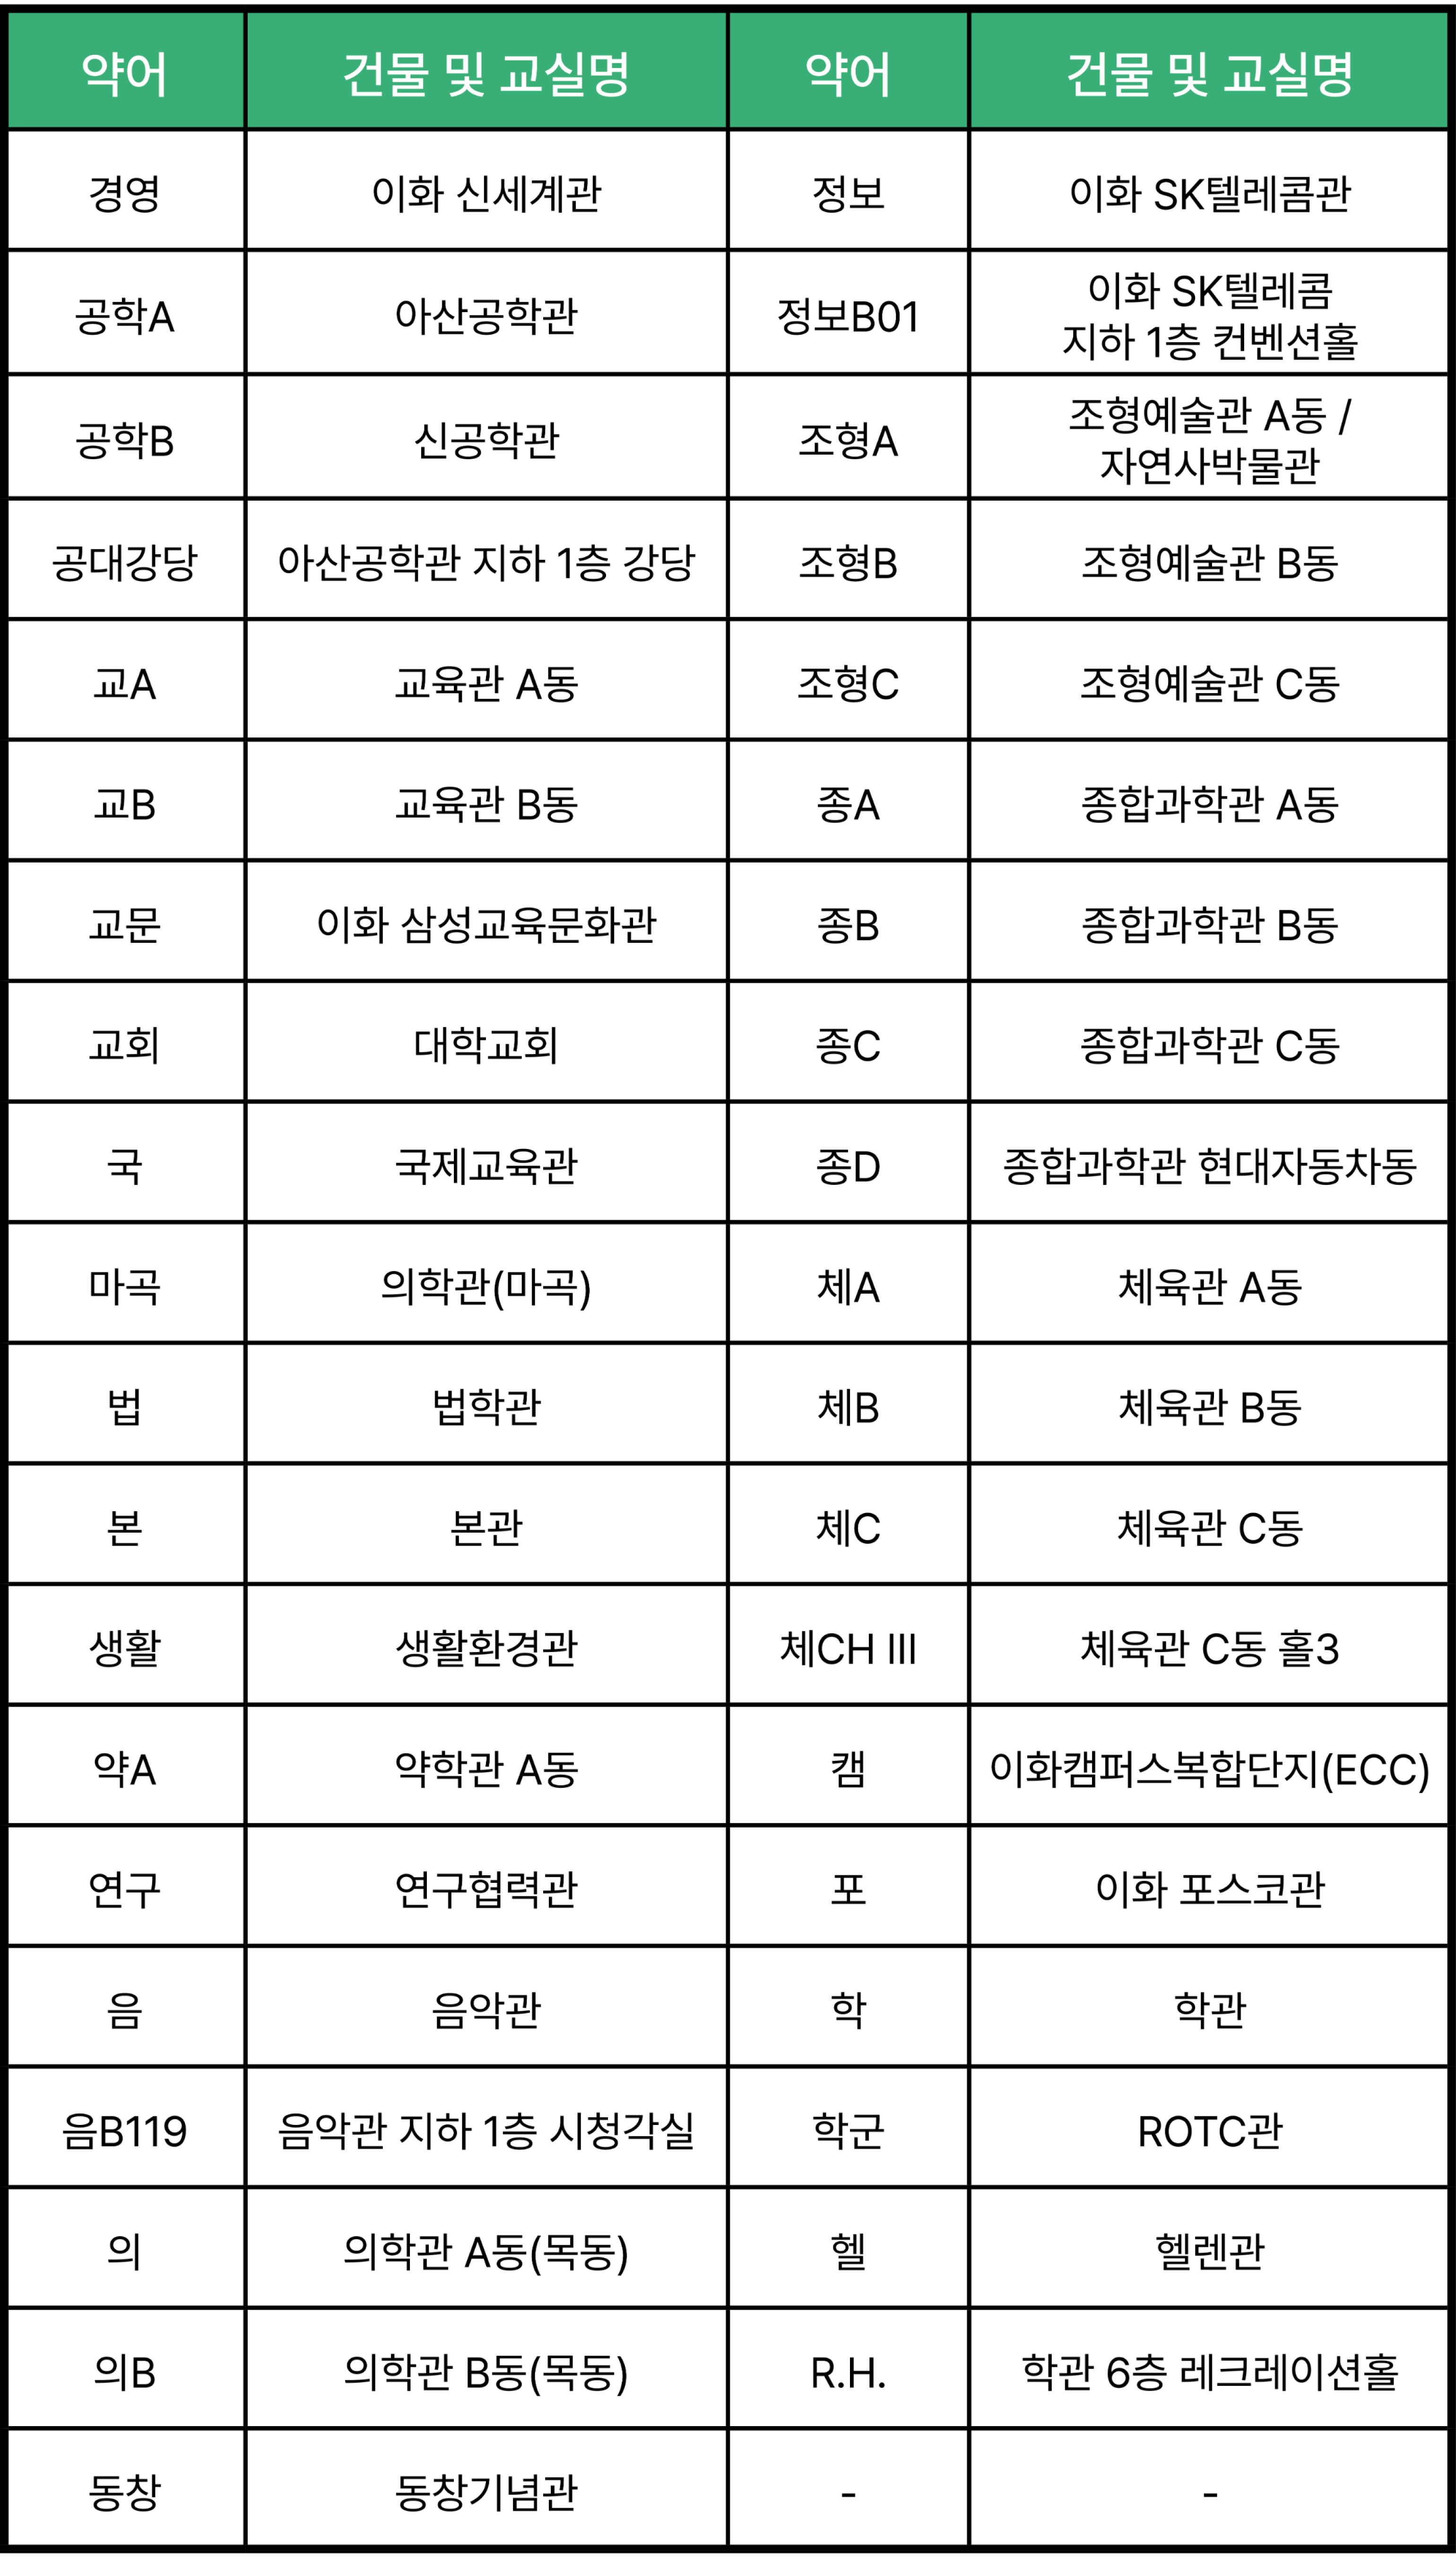 약어 건물 및 교실명 약어 건물 및 교실명
경영 이화 신세계관 정보 이화 SK텔레콤관
공학A 아산공학관 정보B01 이화 SK텔레콤
지하 1층 컨벤션홀
공학B 신공학관 조형A 조형예술관 A동 /
자연사박물관
공대강당 아산공학관 지하 1층 강당 조형B 조형예술관 B동
교A 교육관 A동 조형C 조형예술관 C동
교B 교육관 B동 종A 종합과학관 A동
교문 이화 삼성교육문화관 종B 종합과학관 B동
교회 대학교회 종C 종합과학관 C동
국 국제교육관 종D 종합과학관 현대자동차동
마곡 의학관(마곡) 체A 체육관 A동
법 법학관 체B 체육관 B동
본 본관 체C 체육관 C동
생활 생활환경관 체CH III 체육관 C동 홀3
약A 약학관 A동 캠 이화캠퍼스복합단지(ECC)
연구 연구협력관 포 이화 포스코관
음 음악관 학 학관
음B119 음악관 지하 1층 시청각실 학군 ROTC관
의 의학관 A동(목동) 헬 헬렌관
의B 의학관 B동(목동) R.H. 학관 6층 레크레이션홀
동창 동창기념관 - -